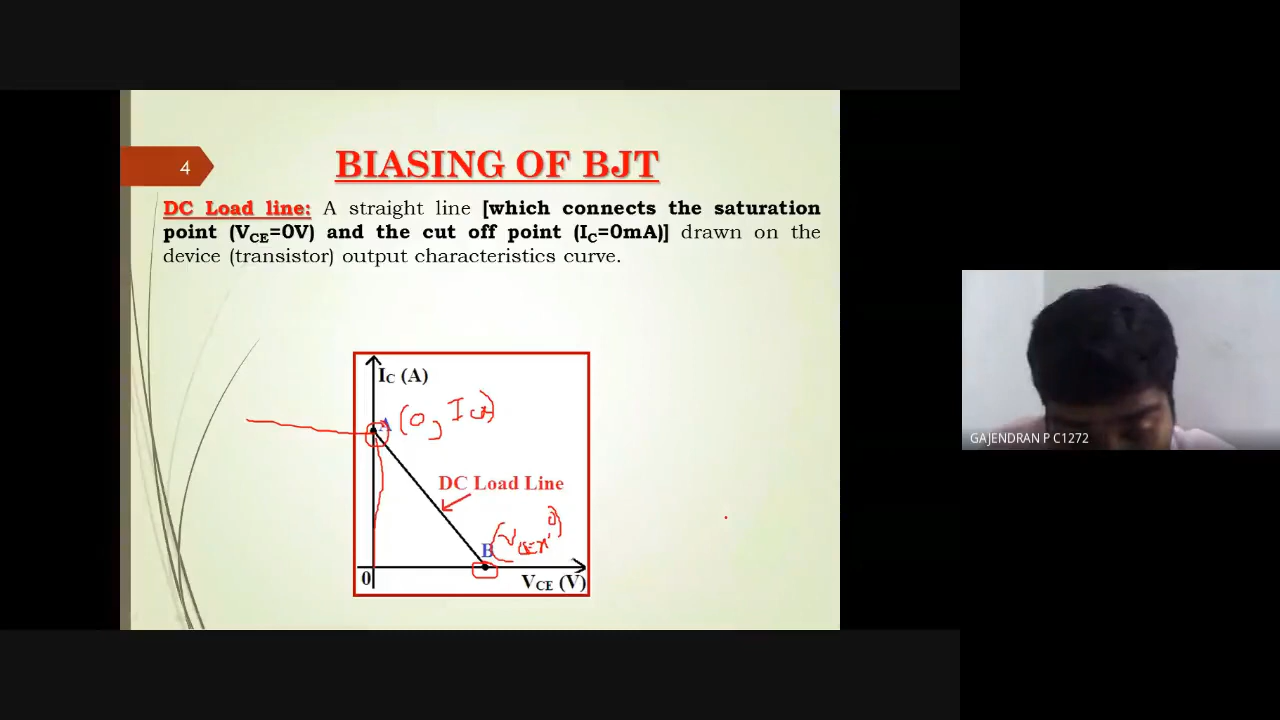 4
BIASING OF BJT
DC Load line: A straight line [which connects the saturation
point (VCE=0V) and the cut off point (IC=0mA)] drawn on the
device (transistor) output characteristics curve.
IC (A)
A (0, I
DC Load Line
B
0
VCE (V)
GAJENDRAN P C1272